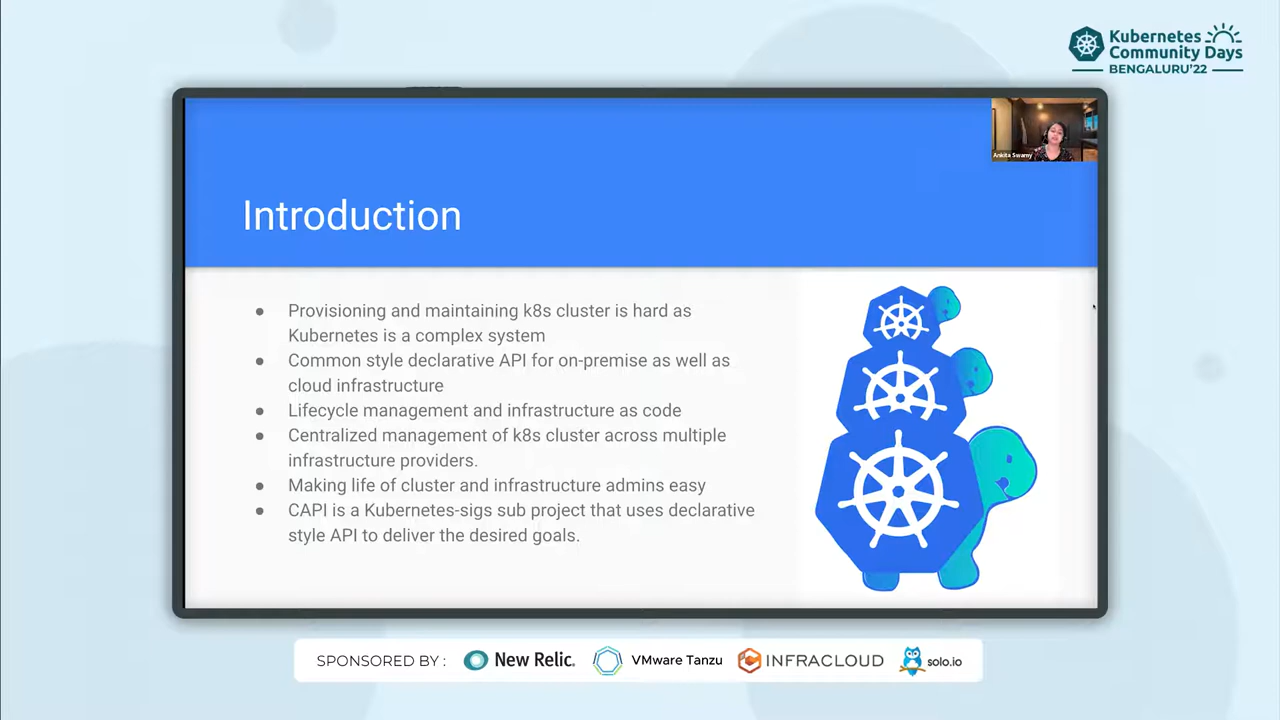 Kubernetes
Community Days
BENGALURU'22
Ankita Swamy
Introduction
● Provisioning and maintaining k8s cluster is hard as
Kubernetes is a complex system
● Common style declarative API for on-premise as well as
cloud infrastructure
● Lifecycle management and infrastructure as code
● Centralized management of k8s cluster across multiple
infrastructure providers.
● Making life of cluster and infrastructure admins easy
● CAPI is a Kubernetes-sigs sub project that uses declarative
style API to deliver the desired goals.
SPONSORED BY : New Relic. VMware Tanzu INFRACLOUD solo.io